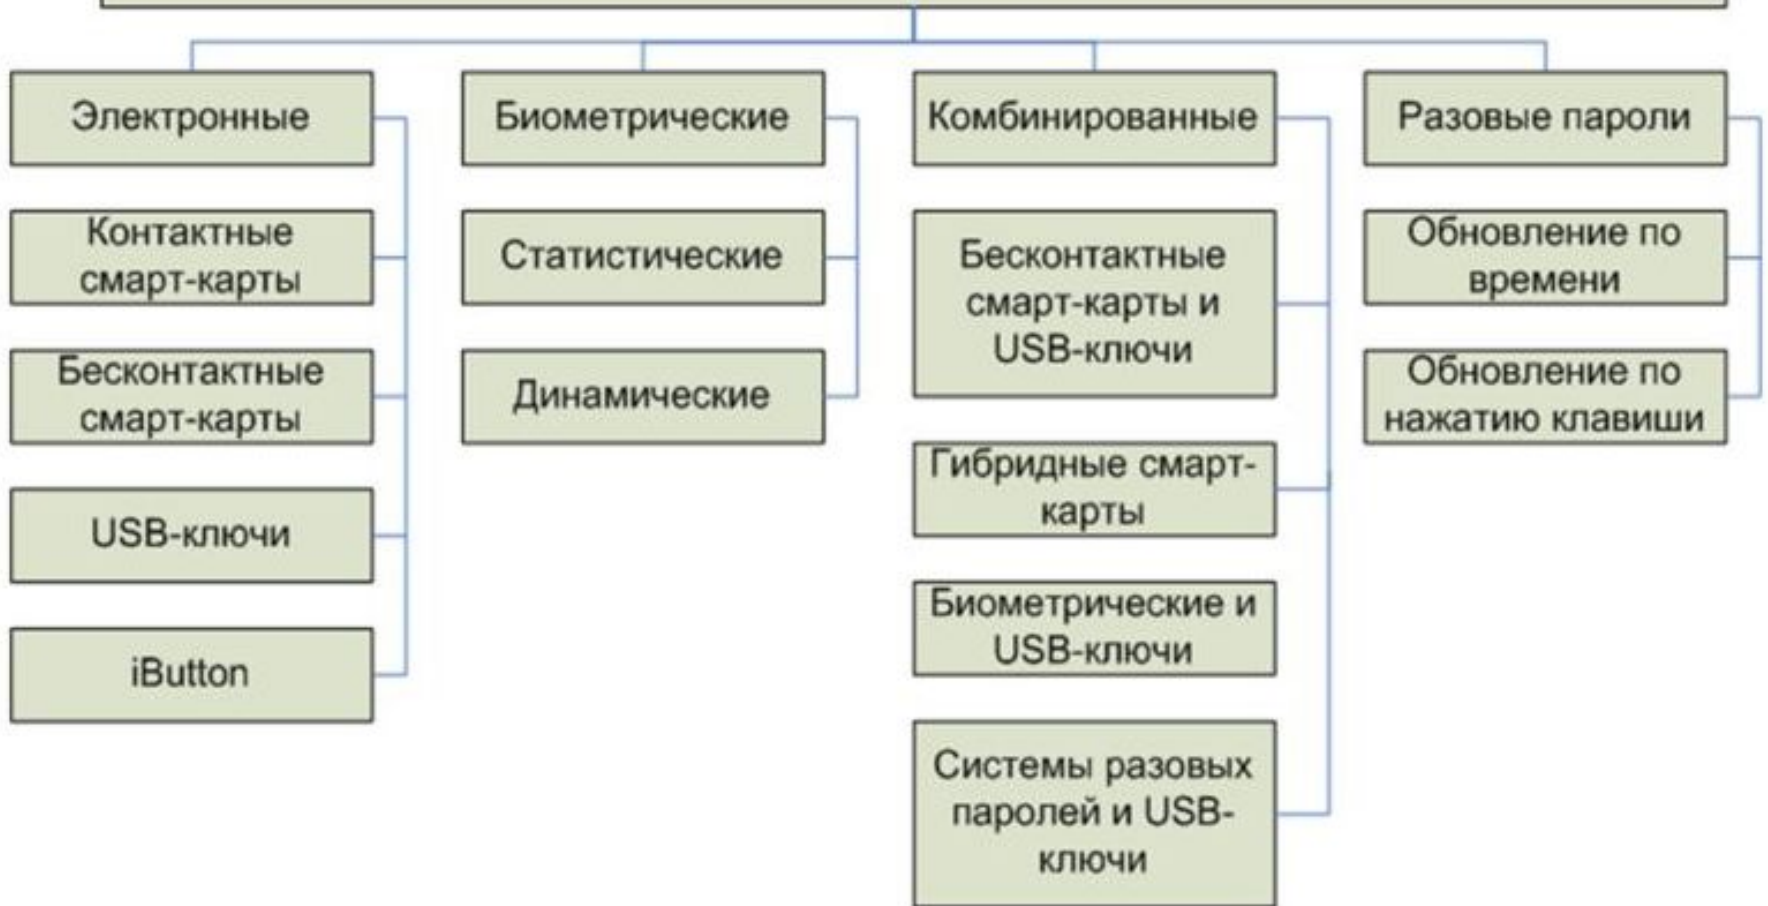 Электронные
Контактные
смарт-карты
Бесконтактные
смарт-карты
USB-ключи
iButton
Биометрические
Статистические
Динамические
Комбинированные
Бесконтактные
смарт-карты и
USB-ключи
Гибридные смарт-
карты
Биометрические и
USB-ключи
Системы разовых
паролей и USB-
ключи
Разовые пароли
Обновление по
времени
Обновление по
нажатию клавиши